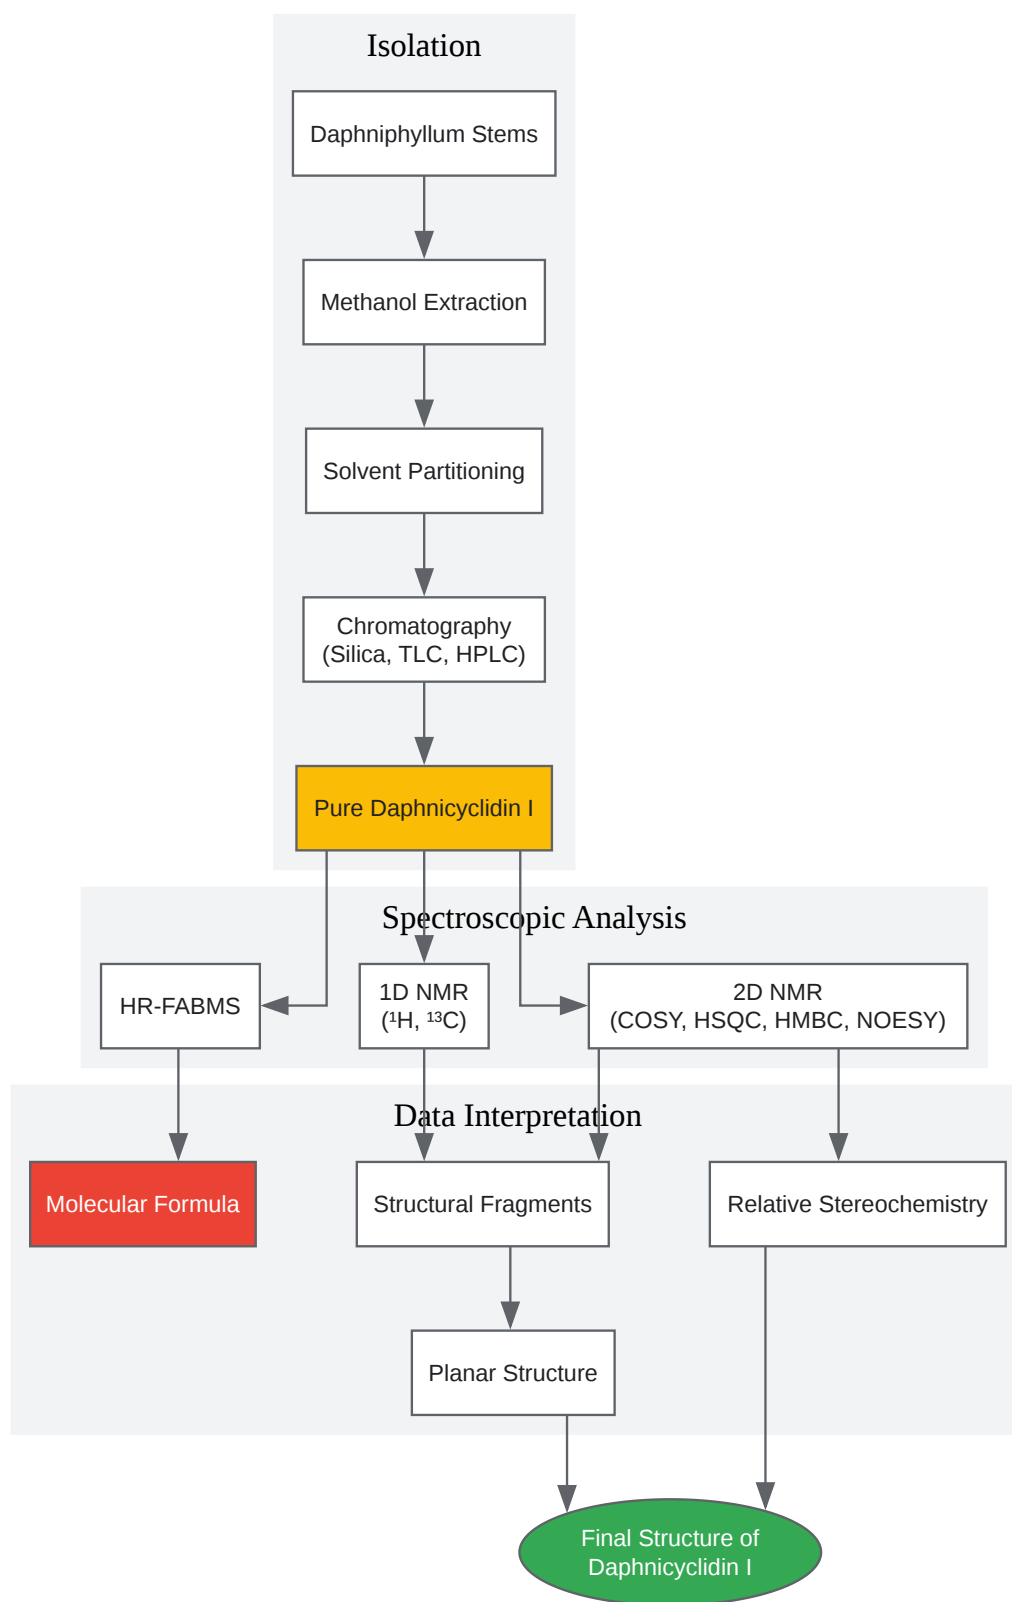 Isolation
Daphniphyllum Stems
Methanol Extraction
Solvent Partitioning
Chromatography
(Silica, TLC, HPLC)
Pure Daphnicyclidin I
Spectroscopic Analysis
HR-FABMS
1D NMR
(¹H, ¹³C)
2D NMR
(COSY, HSQC, HMBC, NOESY)
Data Interpretation
Molecular Formula
Structural Fragments
Relative Stereochemistry
Planar Structure
Final Structure of
Daphnicyclidin I